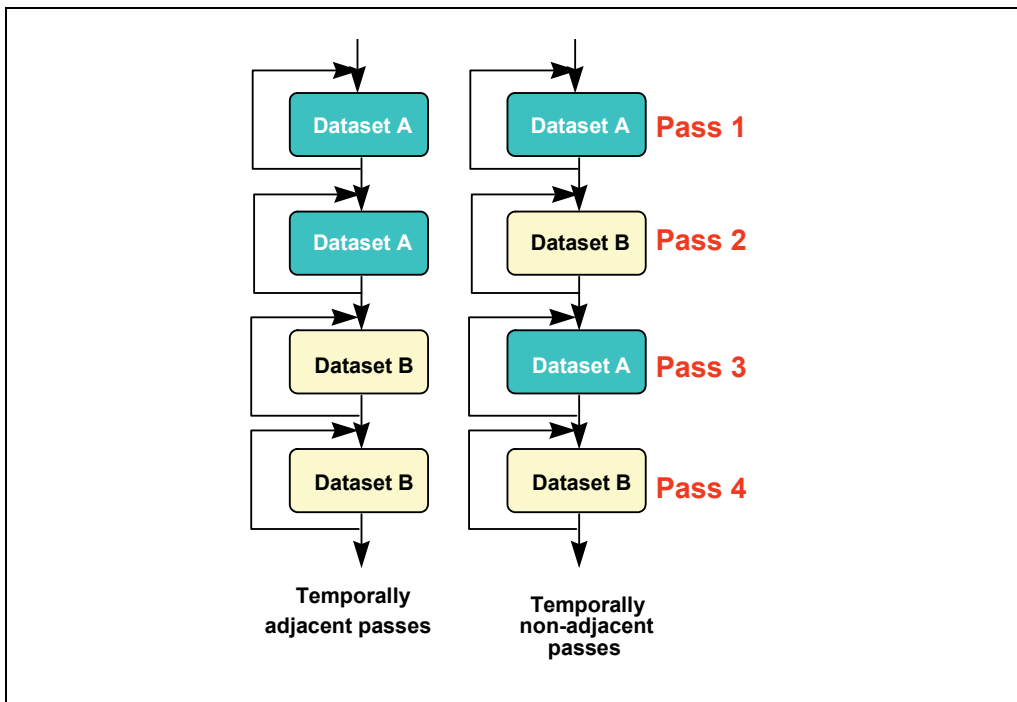 Dataset A
Dataset A
Pass 1
Dataset A
Dataset B
Pass 2
Dataset B
Dataset A
Pass 3
Dataset B
Dataset B
Pass 4
Temporally
adjacent passes
Temporally
non-adjacent
passes